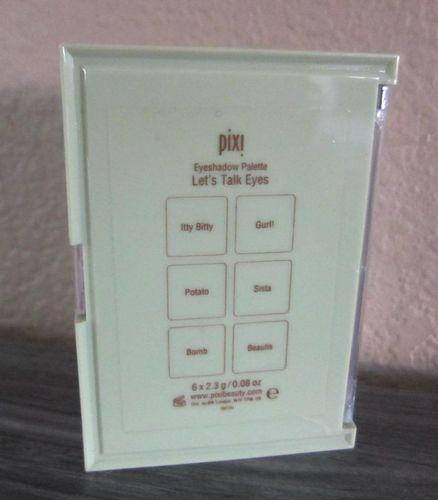 pixi
Eyeshadow Palette
Let's Talk Eyes
Itty Bitty Gurl!
Potato Sista
Bomb Beautis
6 x 2.3 g / 0.08 oz
www.pixibeauty.com e